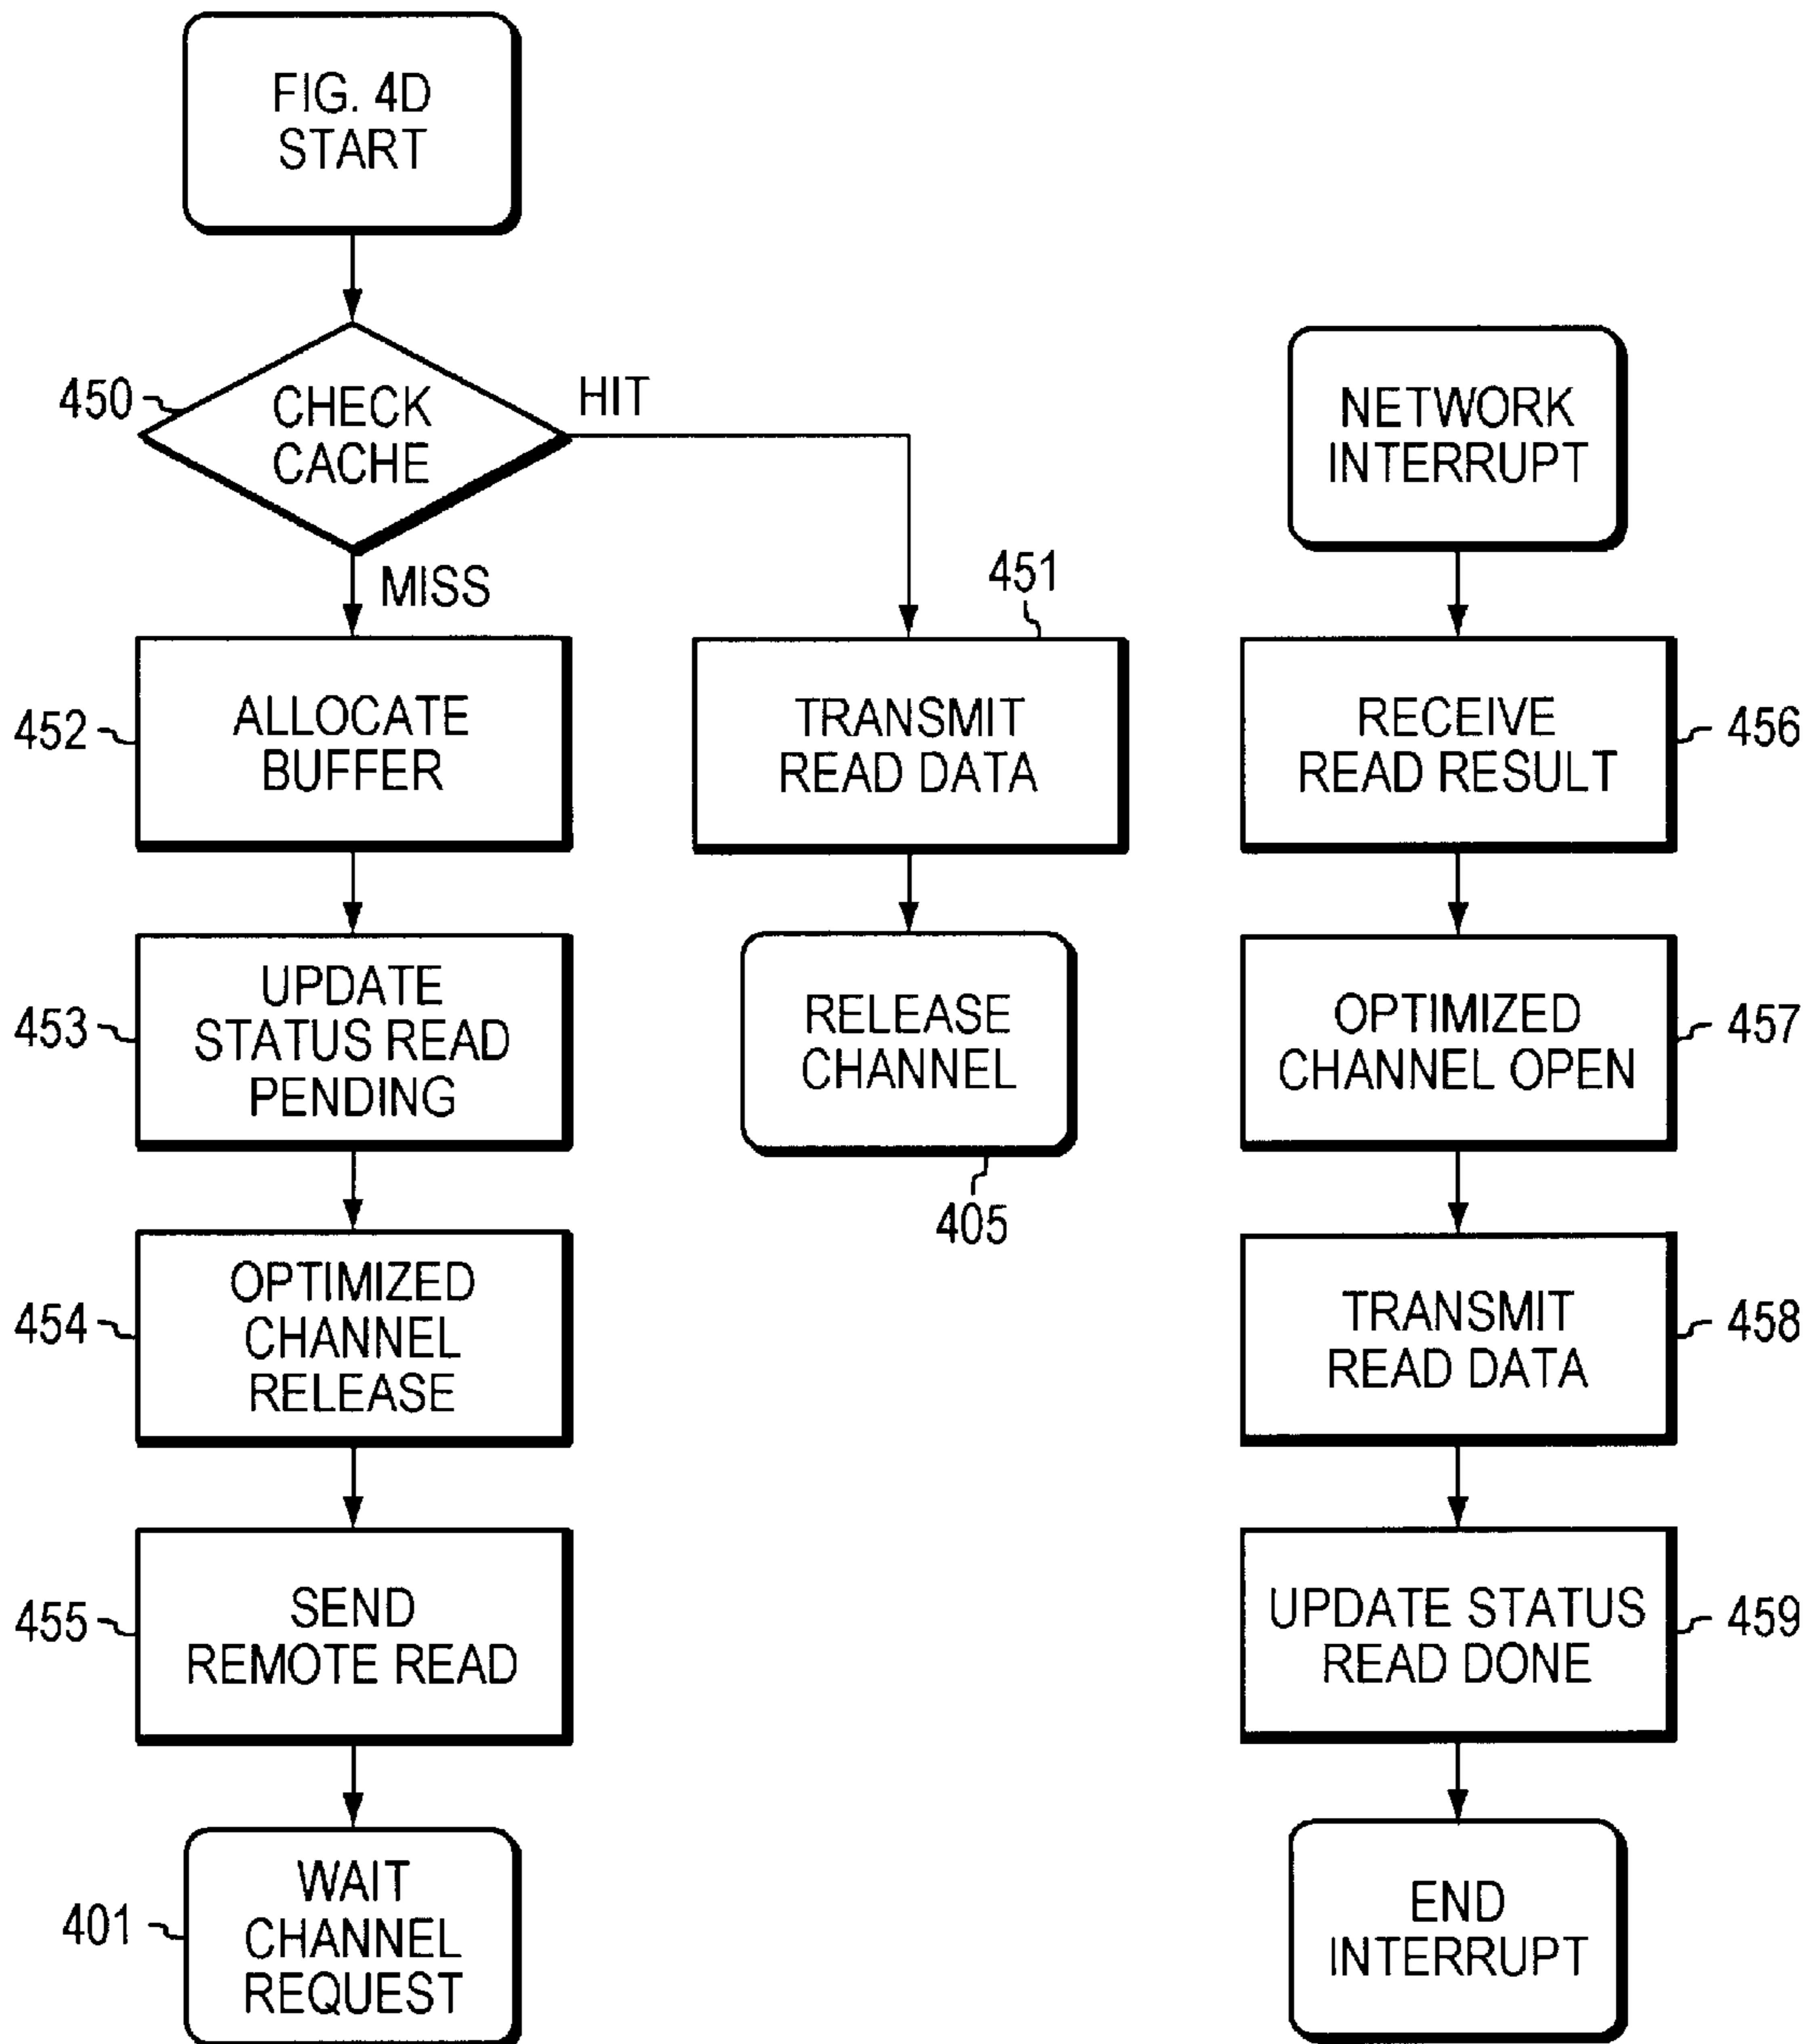 FIG. 4D
START
450
CHECK
CACHE
HIT
MISS
452
ALLOCATE
BUFFER
453
UPDATE
STATUS READ
PENDING
454
OPTIMIZED
CHANNEL
RELEASE
455
SEND
REMOTE READ
401
WAIT
CHANNEL
REQUEST
451
TRANSMIT
READ DATA
RELEASE
CHANNEL
405
NETWORK
INTERRUPT
RECEIVE
READ RESULT
456
OPTIMIZED
CHANNEL OPEN
457
TRANSMIT
READ DATA
458
UPDATE STATUS
READ DONE
459
END
INTERRUPT